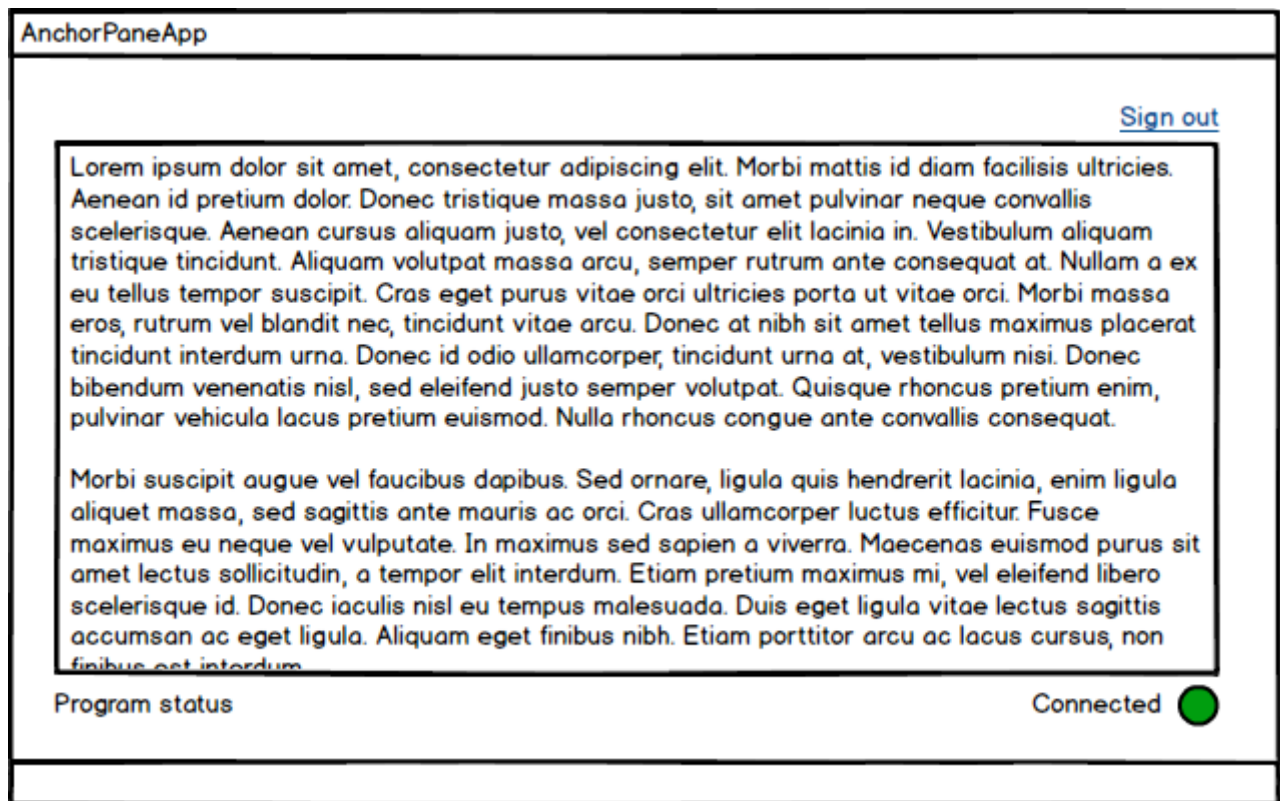 AnchorPaneApp
Sign out
Lorem ipsum dolor sit amet, consectetur adipiscing elit. Morbi mattis id diam facilisis ultricies.
Aenean id pretium dolor. Donec tristique massa justo, sit amet pulvinar neque convallis
scelerisque. Aenean cursus aliquam justo, vel consectetur elit lacinia in. Vestibulum aliquam
tristique tincidunt. Aliquam volutpat massa arcu, semper rutrum ante consequat at. Nullam a ex
eu tellus tempor suscipit. Cras eget purus vitae orci ultricies porta ut vitae orci. Morbi massa
eros, rutrum vel blandit nec, tincidunt vitae arcu. Donec at nibh sit amet tellus maximus placerat
tincidunt interdum urna. Donec id odio ullamcorper, tincidunt urna at, vestibulum nisi. Donec
bibendum venenatis nisl, sed eleifend justo semper volutpat. Quisque rhoncus pretium enim,
pulvinar vehicula lacus pretium euismod. Nulla rhoncus congue ante convallis consequat.
Morbi suscipit augue vel faucibus dapibus. Sed ornare, ligula quis hendrerit lacinia, enim ligula
aliquet massa, sed sagittis ante mauris ac orci. Cras ullamcorper luctus efficitur. Fusce
maximus eu neque vel vulputate. In maximus sed sapien a viverra. Maecenas euismod purus sit
amet lectus sollicitudin, a tempor elit interdum. Etiam pretium maximus mi, vel eleifend libero
scelerisque id. Donec iaculis nisl eu tempus malesuada. Duis eget ligula vitae lectus sagittis
accumsan ac eget ligula. Aliquam eget finibus nibh. Etiam porttitor arcu ac lacus cursus, non
finibus est interdum
Program status
Connected